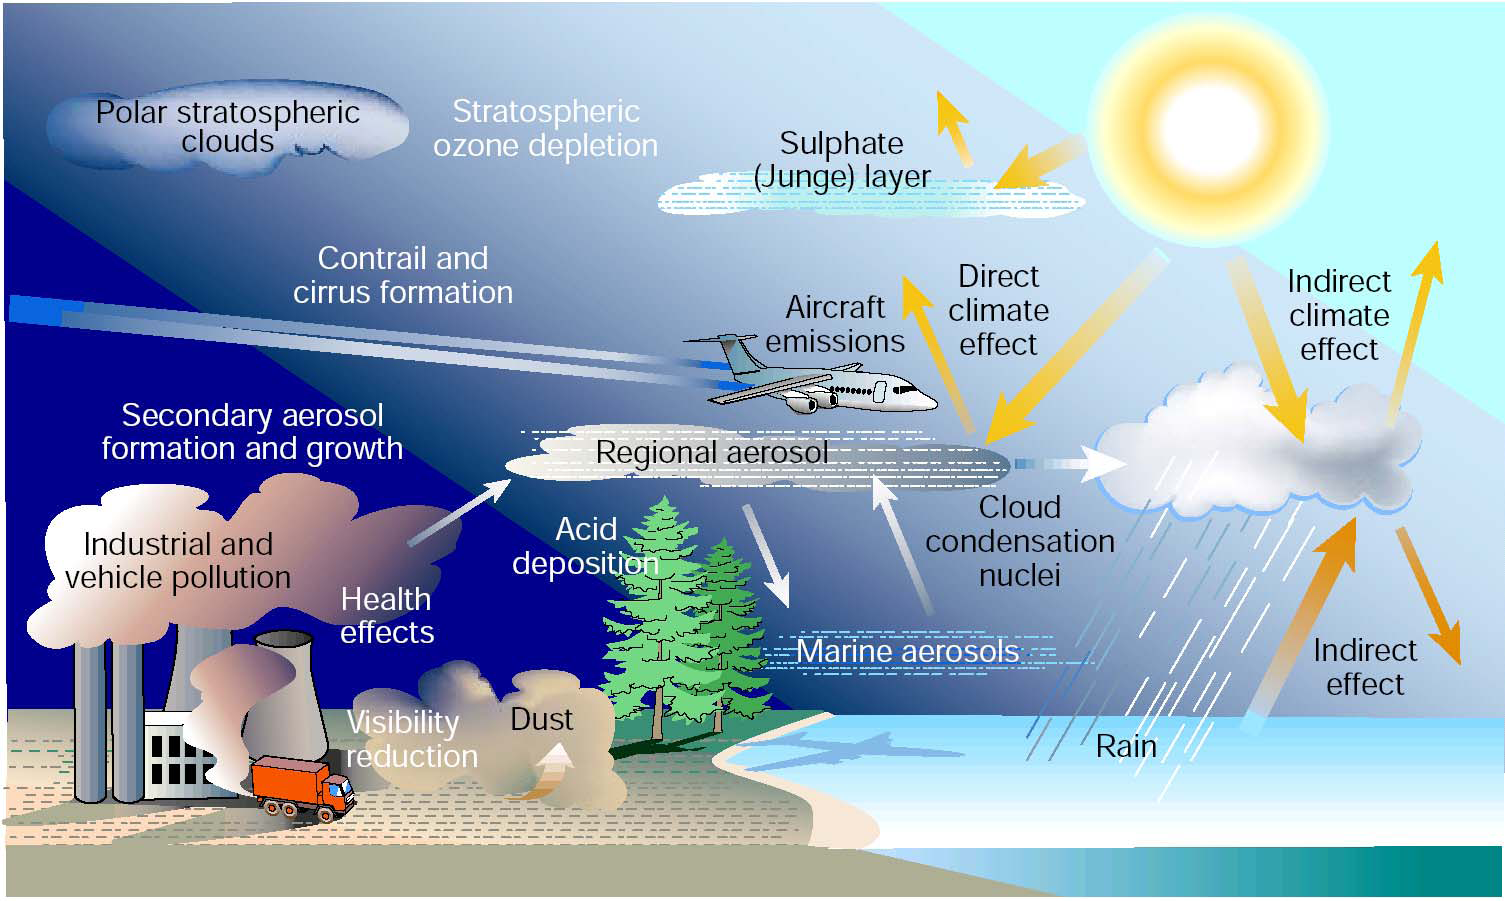 Polar stratospheric
clouds
Stratospheric
ozone depletion
Sulphate
(Junge) layer
Contrail and
cirrus formation
Aircraft
emissions
Direct
climate
effect
Indirect
climate
effect
Secondary aerosol
formation and growth
Regional aerosol
Industrial and
vehicle pollution
Health
effects
Acid
deposition
Cloud
condensation
nuclei
Marine aerosols
Indirect
effect
Visibility
reduction
Dust
Rain